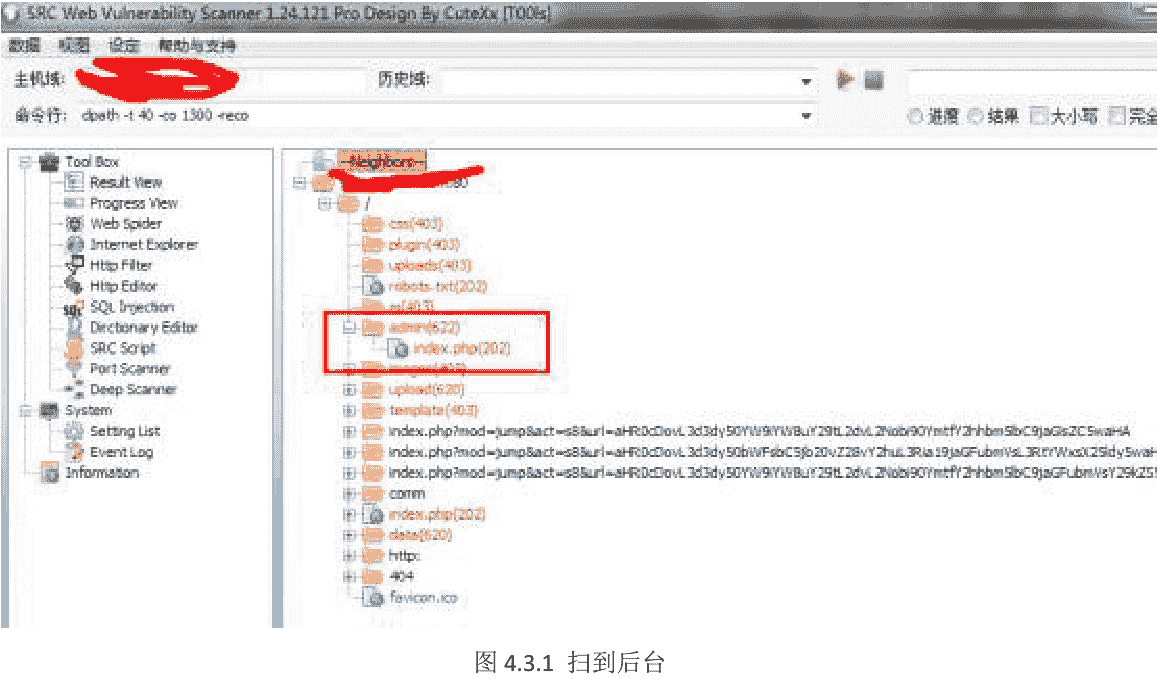 SRC Web Vulnerability Scanner 1.24.121 Pro Design By CuteXx [T00ls]
数据 视图 设定 帮助与支持
主机域: 历史域:
命令行: dpath -t 40 -co 1300 -reco 进度 结果 大小写 完全
Tool Box
Result View
Progress View
Web Spider
Internet Explorer
Http Filter
Http Editor
SQL Injection
Dirctionary Editor
SRC Script
Port Scanner
Deep Scanner
System
Setting List
Event Log
Information
--Neighbors--
/
css(403)
plugin(403)
uploads(403)
robots.txt(202)
admin(622)
index.php(202)
upload(620)
template(403)
comm
index.php(202)
data(620)
http:
404
favicon.ico
图 4.3.1 扫到后台